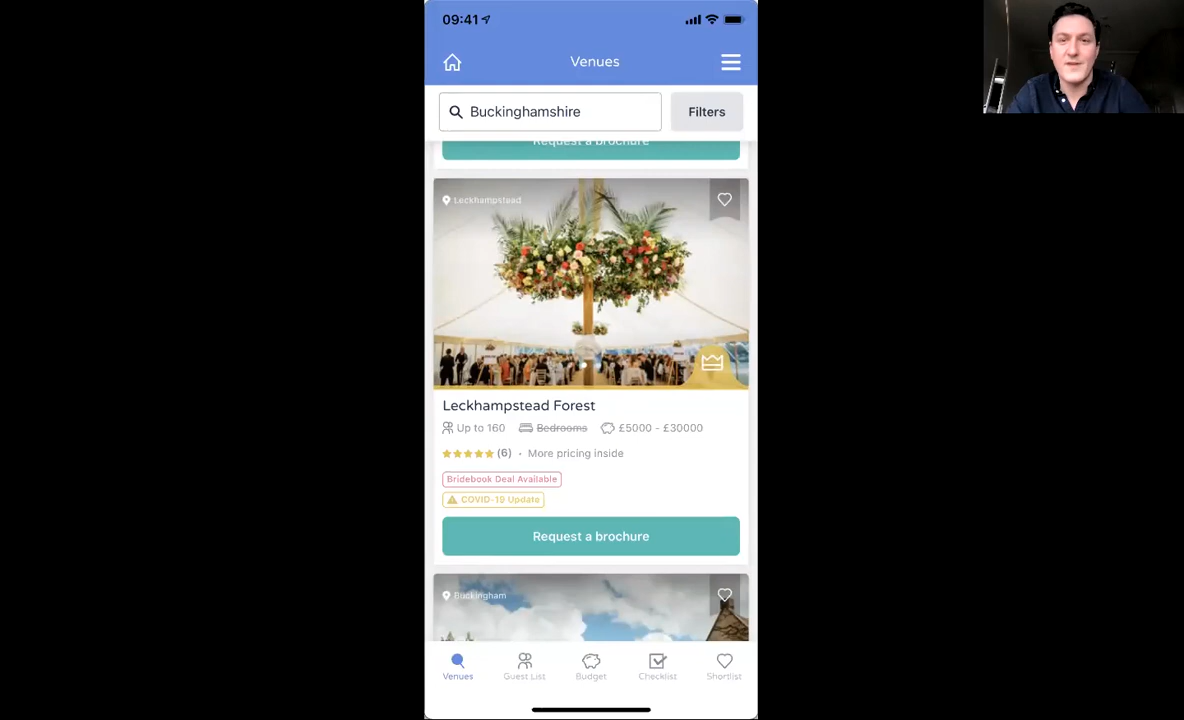 09:41
Venues
Buckinghamshire
Filters
Request a brochure
Leckhampstead
Leckhampstead Forest
Up to 160 Bedrooms £5000 - £30000
(6) • More pricing inside
Bridebook Deal Available
COVID-19 Update
Request a brochure
Buckingham
Venues Guest List Budget Checklist Shortlist